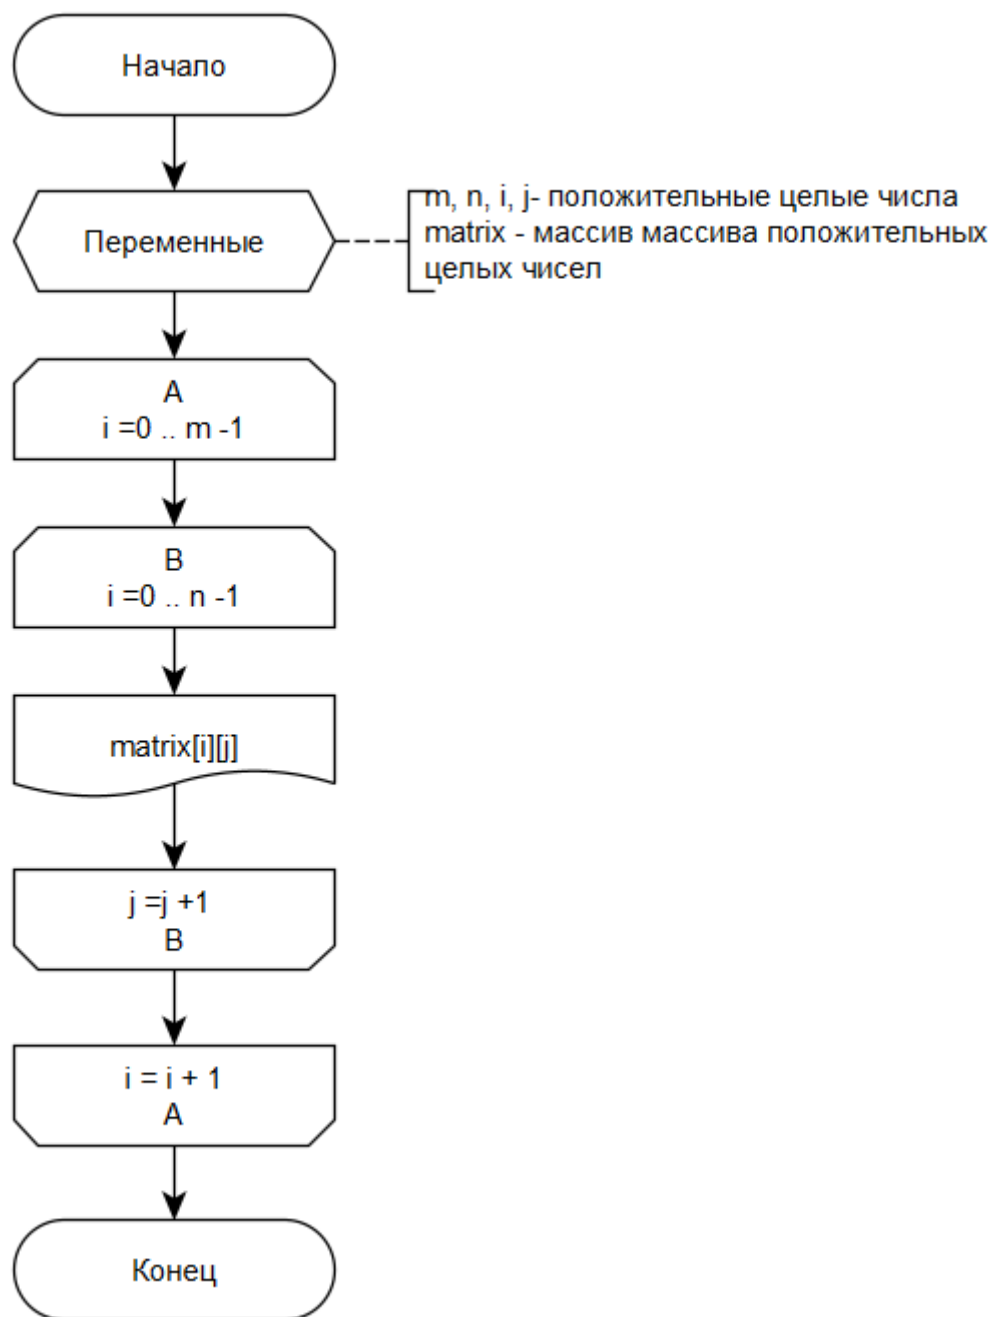 Начало
Переменные
m, n, i, j- положительные целые числа
matrix - массив массива положительных
целых чисел
A
i =0 .. m -1
B
i =0 .. n -1
matrix[i][j]
j =j +1
B
i = i + 1
A
Конец